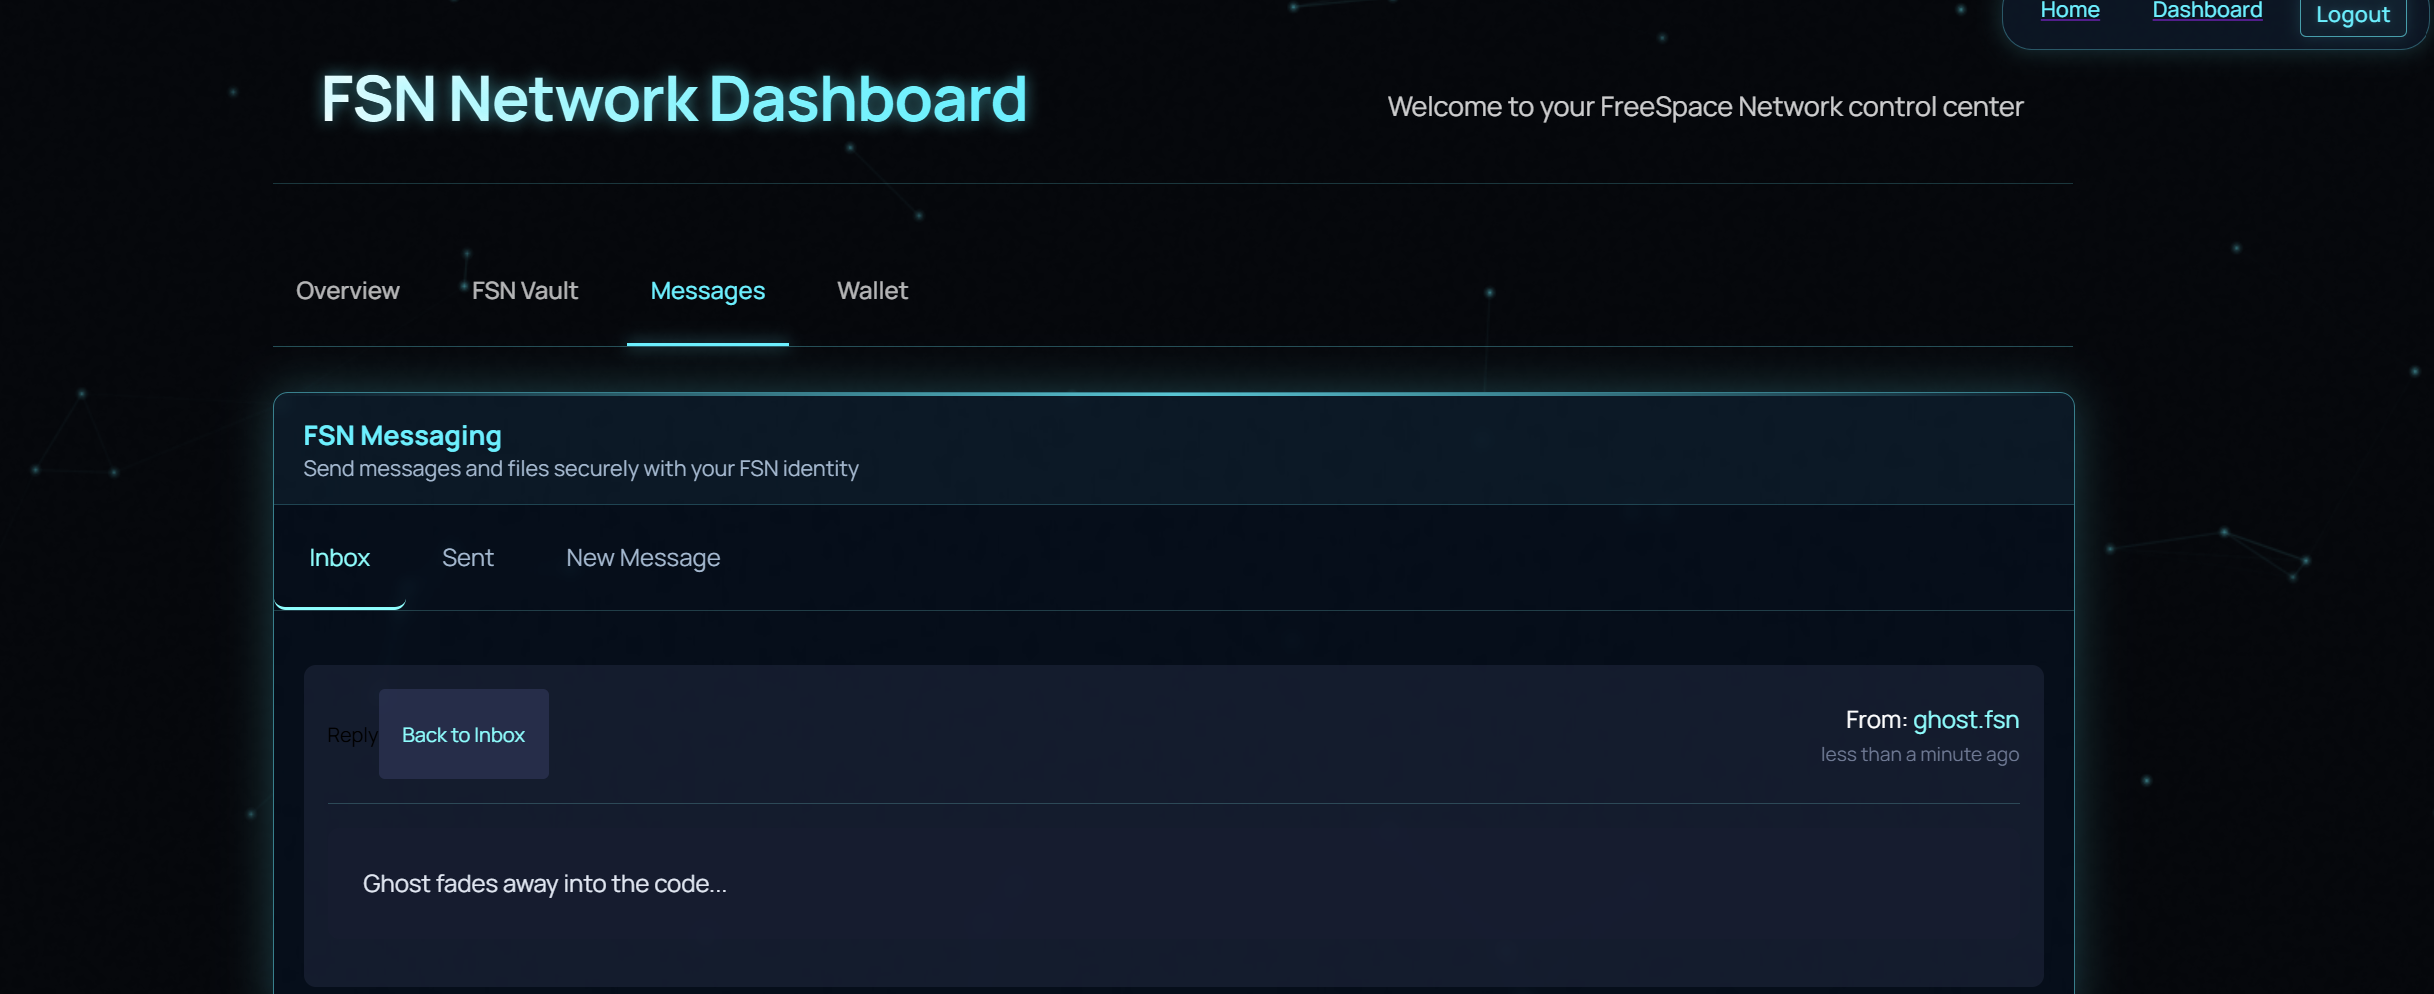 Home Dashboard Logout
FSN Network Dashboard
Welcome to your FreeSpace Network control center
Overview FSN Vault Messages Wallet
FSN Messaging
Send messages and files securely with your FSN identity
Inbox Sent New Message
Reply Back to Inbox
From: ghost.fsn
less than a minute ago
Ghost fades away into the code...